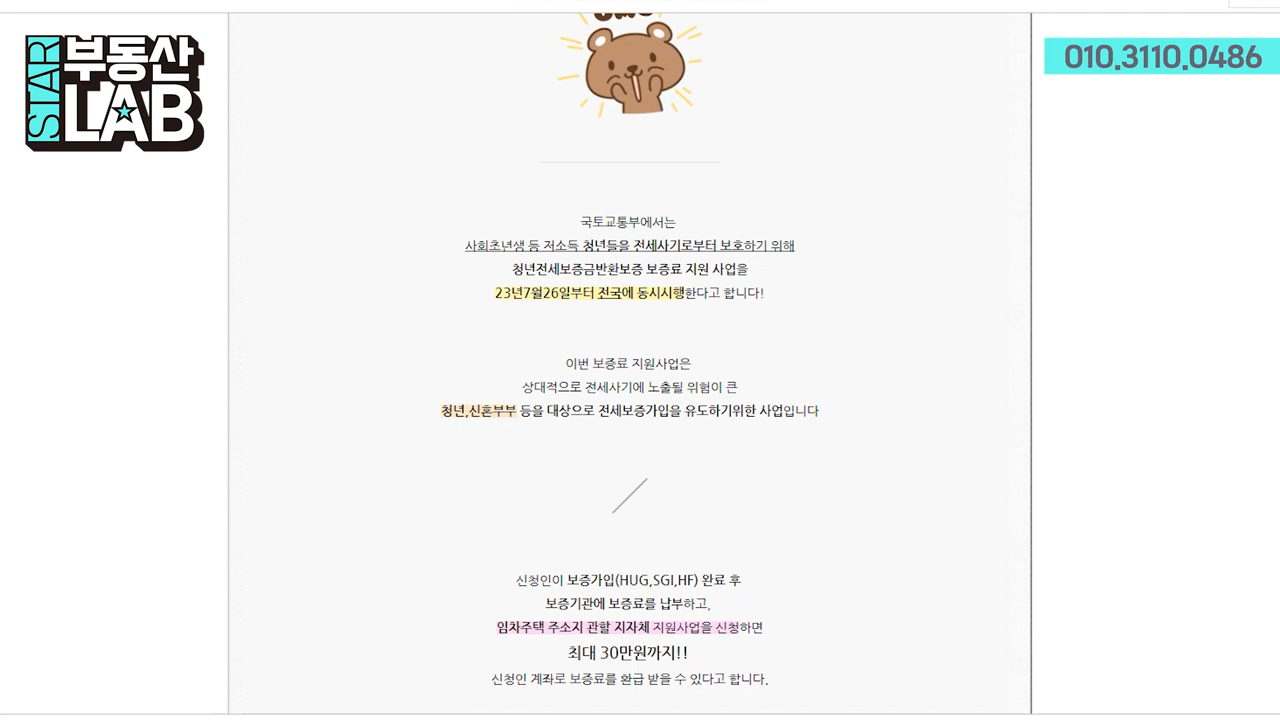 STAR
부동산
LAB
010.3110.0486
국토교통부에서는
사회초년생 등 저소득 청년들을 전세사기로부터 보호하기 위해
청년전세보증금반환보증 보증료 지원 사업을
23년7월26일부터 전국에 동시시행한다고 합니다!
이번 보증료 지원사업은
상대적으로 전세사기에 노출될 위험이 큰
청년,신혼부부 등을 대상으로 전세보증가입을 유도하기위한 사업입니다
신청인이 보증가입(HUG,SGI,HF) 완료 후
보증기관에 보증료를 납부하고,
임차주택 주소지 관할 지자체 지원사업을 신청하면
최대 30만원까지!!
신청인 계좌로 보증료를 환급 받을 수 있다고 합니다.